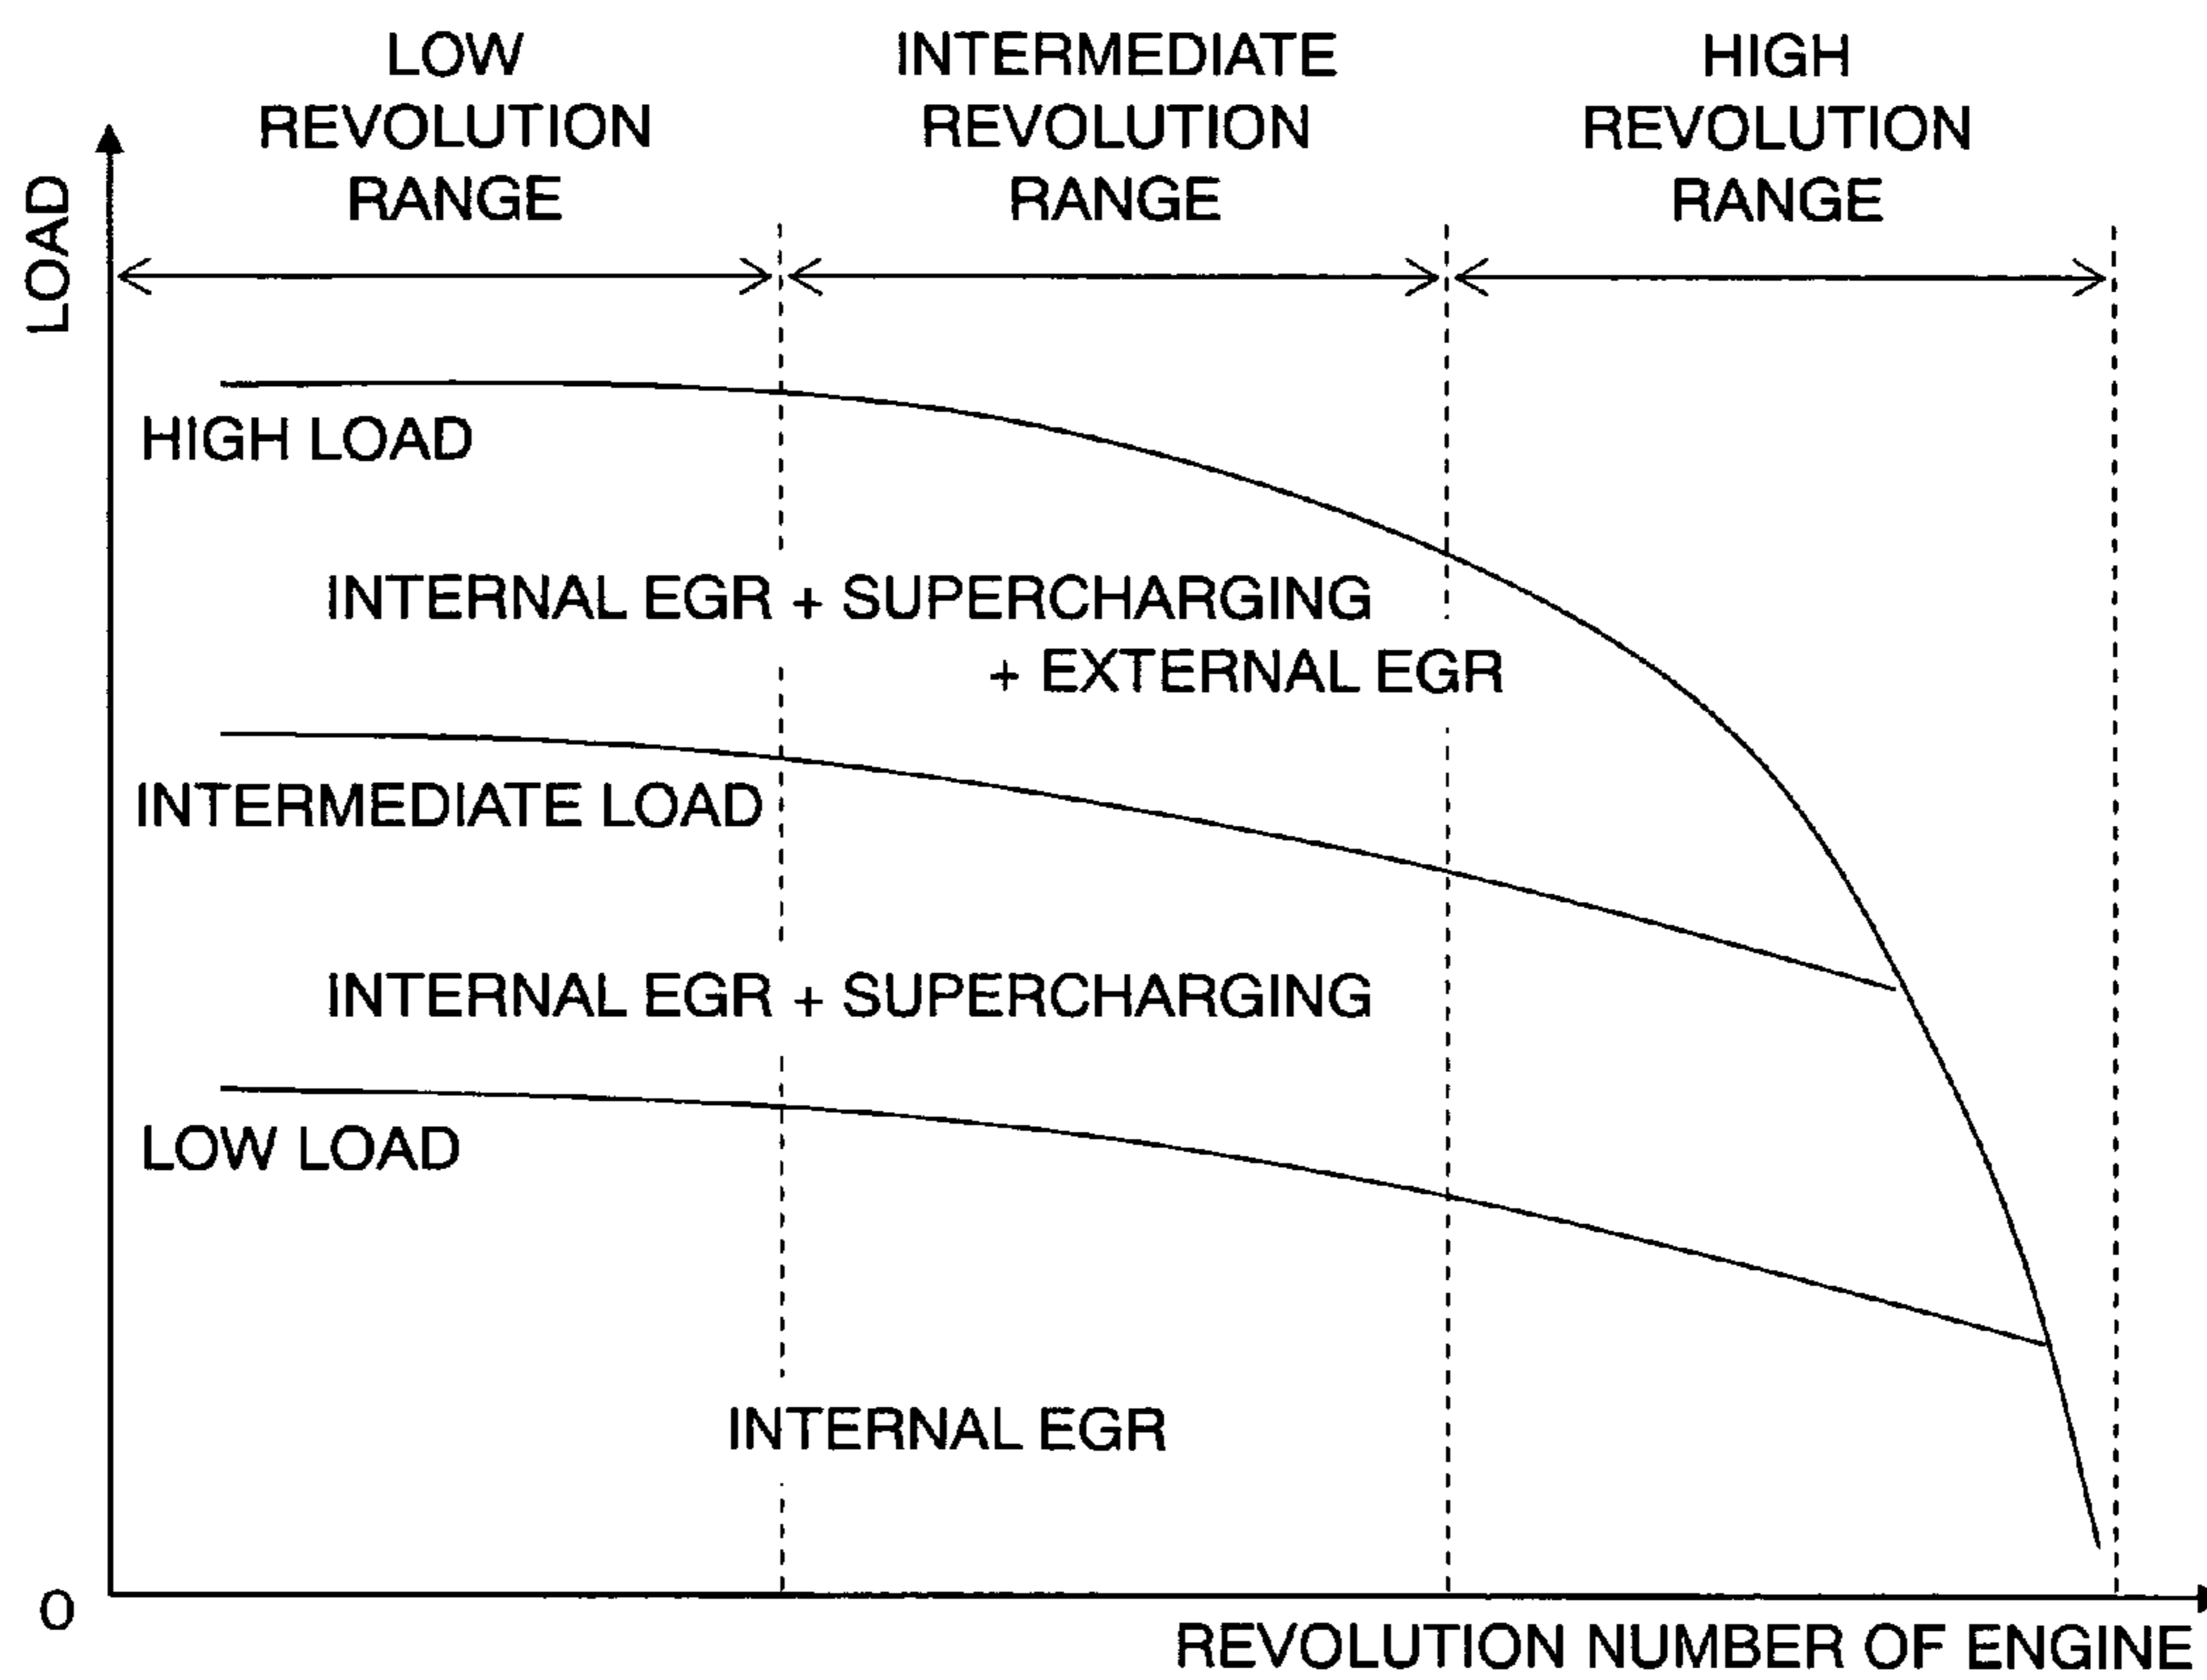 LOW
REVOLUTION
RANGE
INTERMEDIATE
REVOLUTION
RANGE
HIGH
REVOLUTION
RANGE
LOAD
HIGH LOAD
INTERNAL EGR + SUPERCHARGING
+ EXTERNAL EGR
INTERMEDIATE LOAD
INTERNAL EGR + SUPERCHARGING
LOW LOAD
INTERNAL EGR
0
REVOLUTION NUMBER OF ENGINE